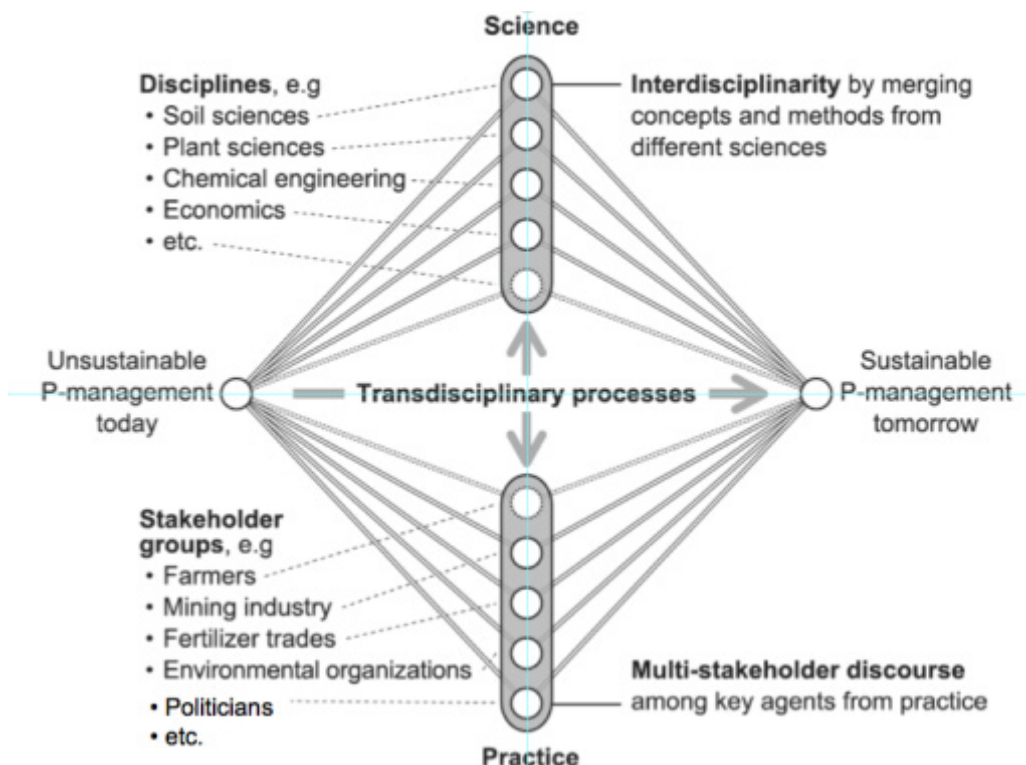 Science
Disciplines, e.g
• Soil sciences
• Plant sciences
• Chemical engineering
• Economics
• etc.
Interdisciplinarity by merging
concepts and methods from
different sciences
Unsustainable
P-management
today
Transdisciplinary processes
Sustainable
P-management
tomorrow
Stakeholder
groups, e.g
• Farmers
• Mining industry
• Fertilizer trades
• Environmental organizations
• Politicians
• etc.
Multi-stakeholder discourse
among key agents from practice
Practice